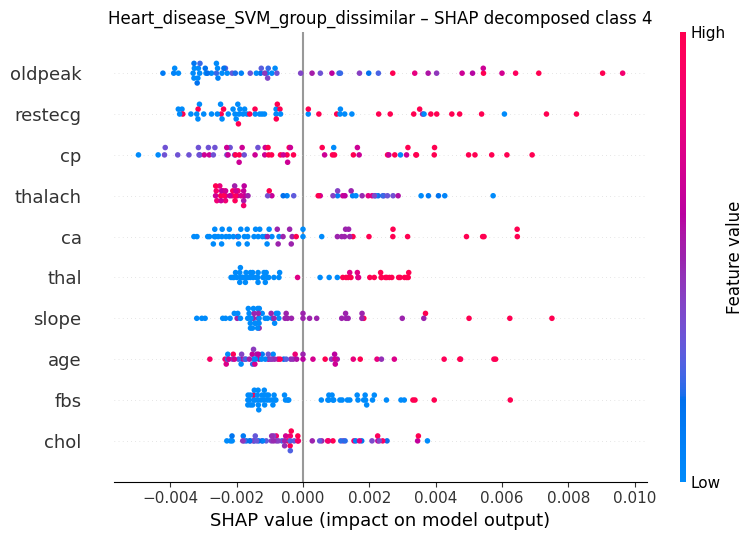 Heart_disease_SVM_group_dissimilar – SHAP decomposed class 4
High
oldpeak
restecg
cp
thalach
ca
thal
slope
age
fbs
chol
Feature value
Low
−0.004 −0.002 0.000 0.002 0.004 0.006 0.008 0.010
SHAP value (impact on model output)